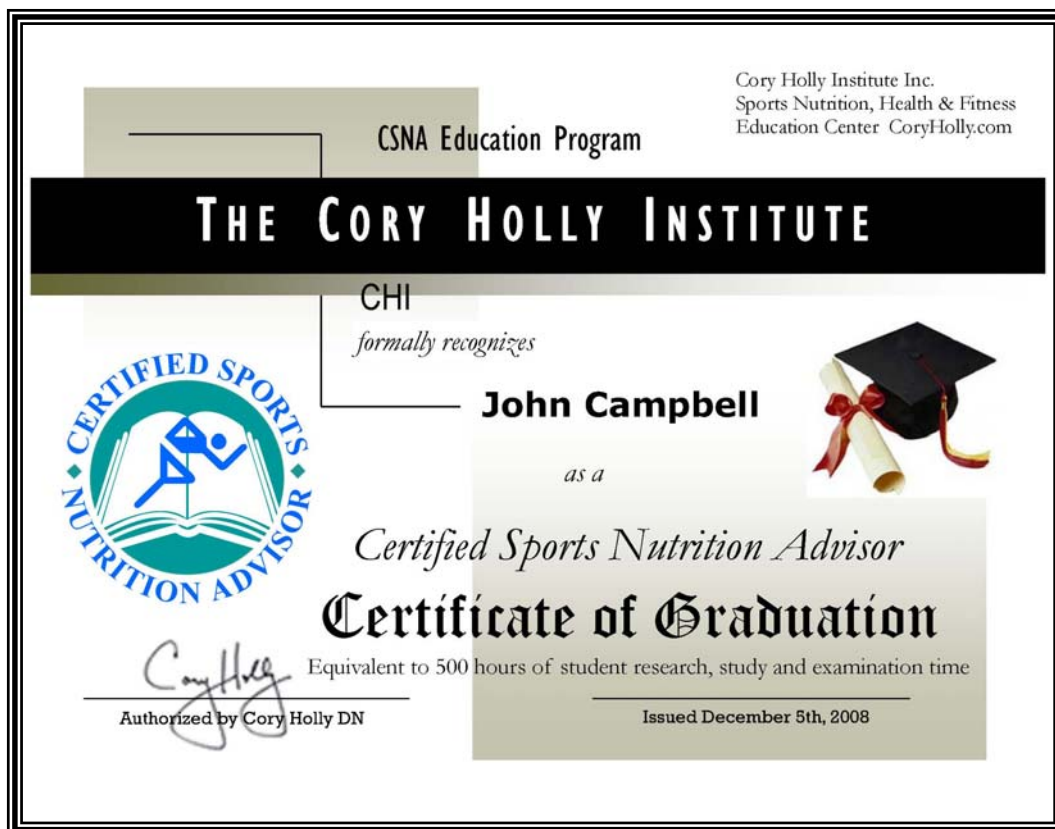 Cory Holly Institute Inc.
Sports Nutrition, Health & Fitness
Education Center CoryHolly.com
CSNA Education Program
THE CORY HOLLY INSTITUTE
CHI
formally recognizes
John Campbell
as a
CERTIFIED SPORTS
NUTRITION ADVISOR
Certified Sports Nutrition Advisor
Certificate of Graduation
Equivalent to 500 hours of student research, study and examination time
Cory Holly
Authorized by Cory Holly DN
Issued December 5th, 2008